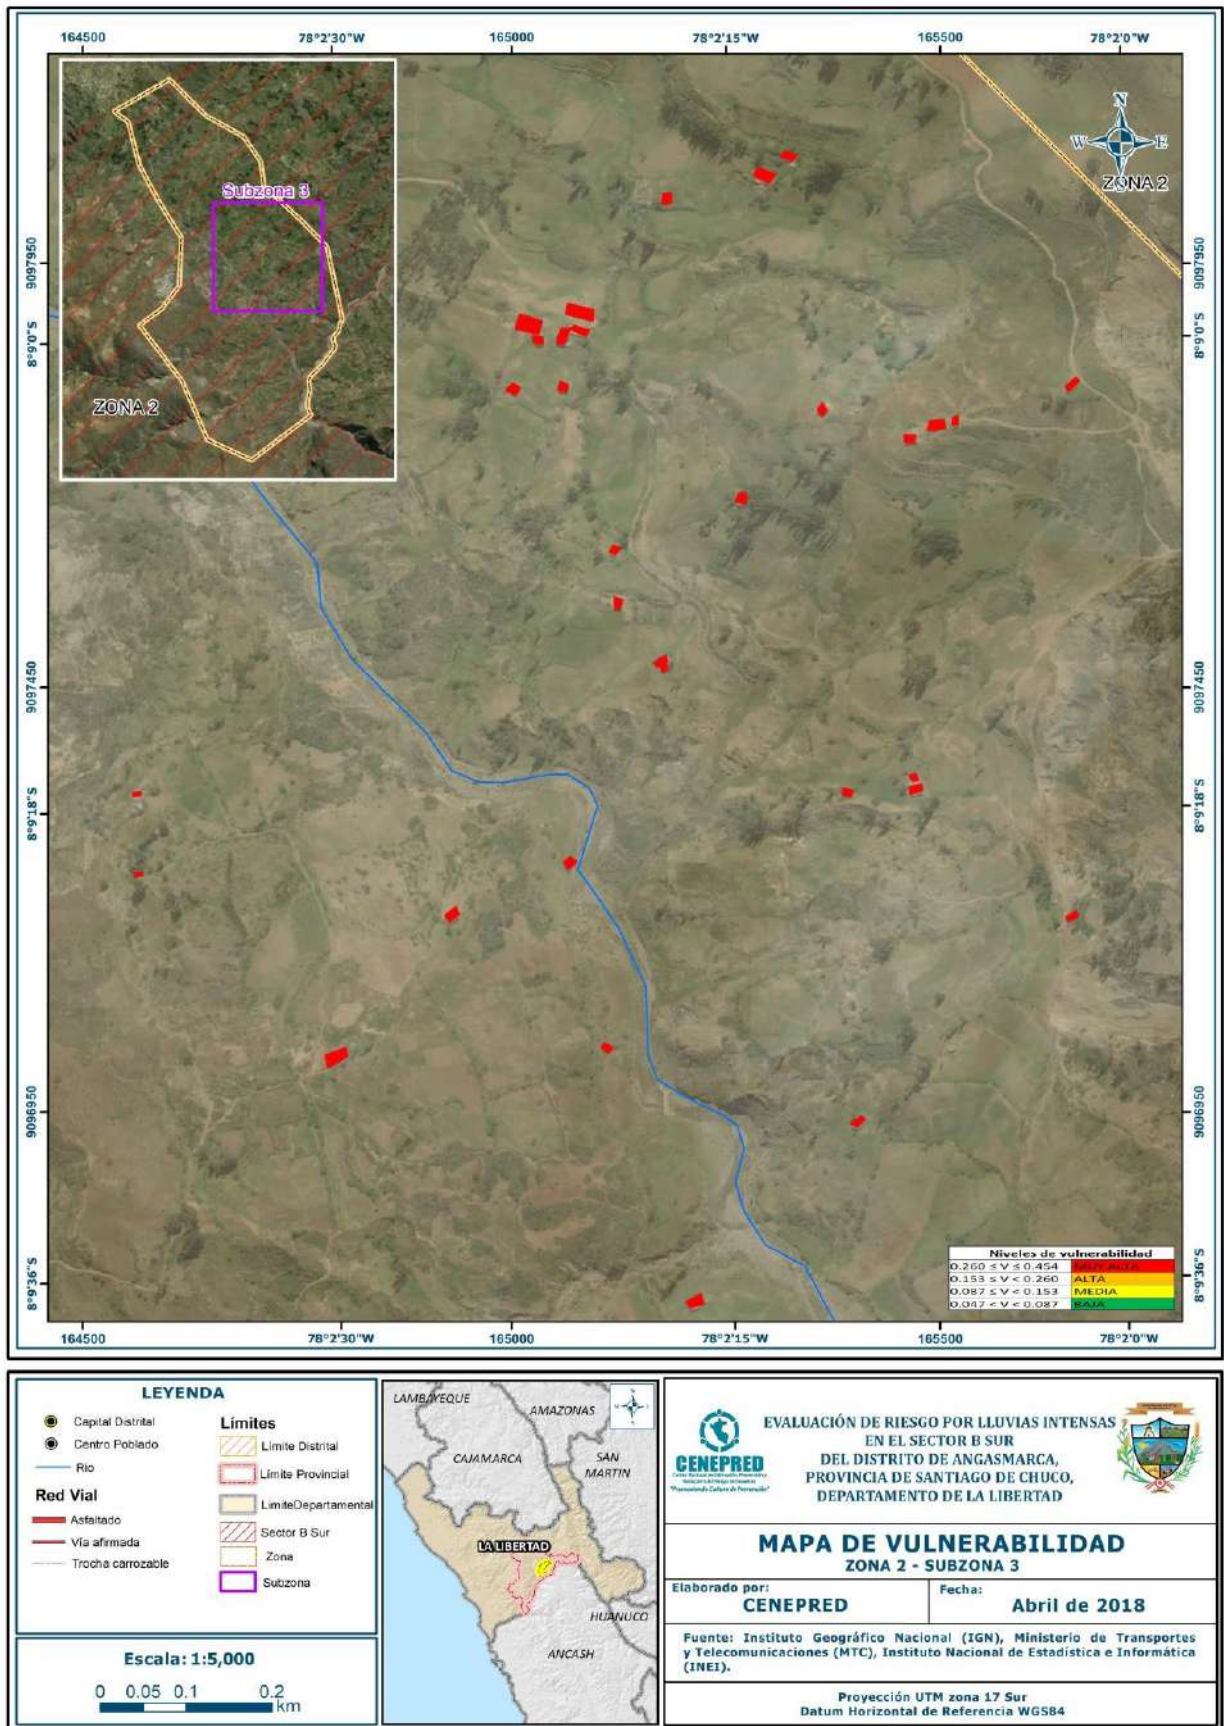 164500 78°2'30"W 165000 78°2'15"W 165500 78°2'0"W
N
W E
S
ZONA 2
Subzona 3
ZONA 2
9097950 9097950
8°9'0"S 8°9'0"S
9097450 9097450
8°9'18"S 8°9'18"S
9096950 9096950
8°9'36"S 8°9'36"S
Niveles de vulnerabilidad
0.260 ≤ V ≤ 0.454 MUY ALTA
0.153 ≤ V < 0.260 ALTA
0.087 ≤ V < 0.153 MEDIA
0.047 < V < 0.087 BAJA
164500 78°2'30"W 165000 78°2'15"W 165500 78°2'0"W
LEYENDA
Capital Distrital
Centro Poblado
Rio
Red Vial
Asfaltado
Vía afirmada
Trocha carrozable
Límites
Límite Distrital
Límite Provincial
LimiteDepartamental
Sector B Sur
Zona
Subzona
Escala: 1:5,000
0 0.05 0.1 0.2
km
LAMBAYEQUE
AMAZONAS
CAJAMARCA
SAN
MARTIN
LA LIBERTAD
HUANUCO
ANCASH
CENEPRED
EVALUACIÓN DE RIESGO POR LLUVIAS INTENSAS
EN EL SECTOR B SUR
DEL DISTRITO DE ANGASMARCA,
PROVINCIA DE SANTIAGO DE CHUCO,
DEPARTAMENTO DE LA LIBERTAD
MAPA DE VULNERABILIDAD
ZONA 2 - SUBZONA 3
Elaborado por:
CENEPRED
Fecha:
Abril de 2018
Fuente: Instituto Geográfico Nacional (IGN), Ministerio de Transportes
y Telecomunicaciones (MTC), Instituto Nacional de Estadística e Informática
(INEI).
Proyección UTM zona 17 Sur
Datum Horizontal de Referencia WGS84